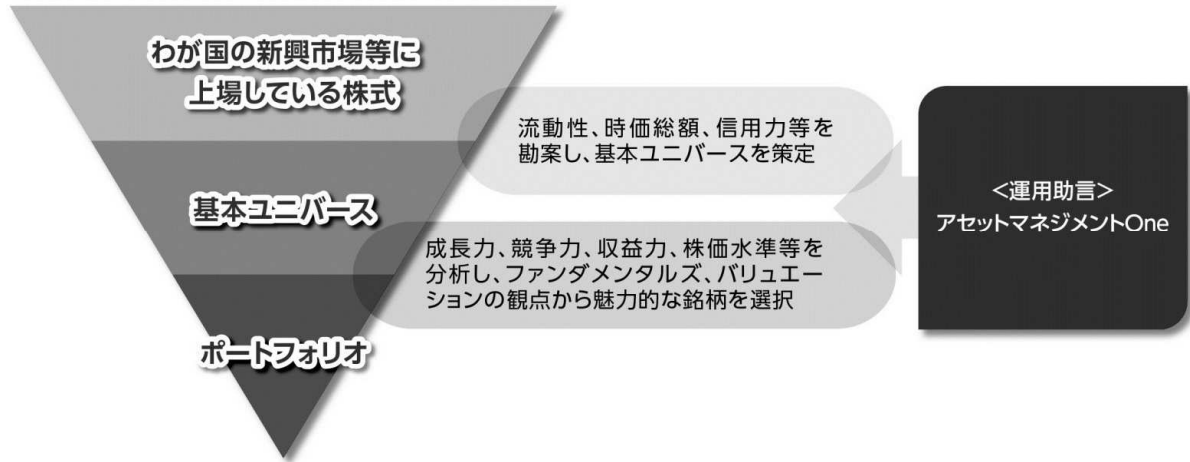 わが国の新興市場等に
上場している株式
流動性、時価総額、信用力等を
勘案し、基本ユニバースを策定
＜運用助言＞
アセットマネジメントOne
基本ユニバース
成長力、競争力、収益力、株価水準等を
分析し、ファンダメンタルズ、バリュエー
ションの観点から魅力的な銘柄を選択
ポートフォリオ